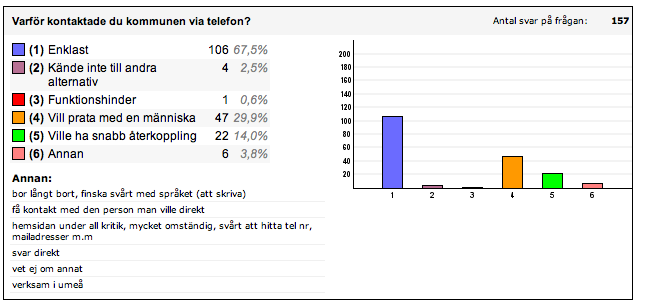 Varför kontaktade du kommunen via telefon? Antal svar på frågan: 157
(1) Enklast 106 67,5%
(2) Kände inte till andra alternativ 4 2,5%
(3) Funktionshinder 1 0,6%
(4) Vill prata med en människa 47 29,9%
(5) Ville ha snabb återkoppling 22 14,0%
(6) Annan 6 3,8%
Annan:
bor långt bort, finska svårt med språket (att skriva)
få kontakt med den person man ville direkt
hemsidan under all kritik, mycket omständig, svårt att hitta tel nr,
mailadresser m.m
svar direkt
vet ej om annat
verksam i umeå
200
180
160
140
120
100
80
60
40
20
1 2 3 4 5 6